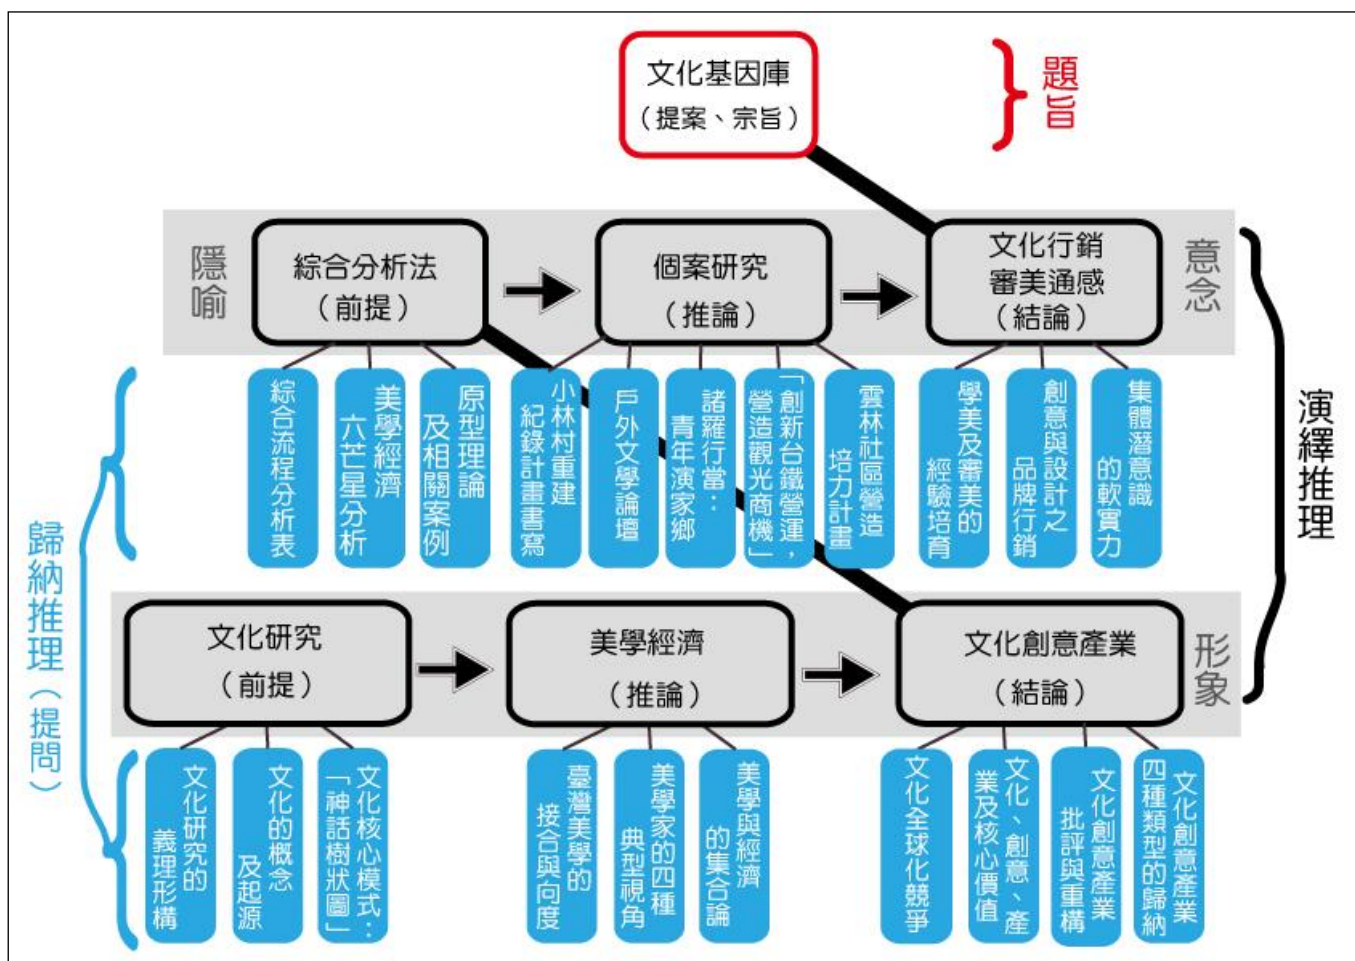 文化基因庫
（提案、宗旨）
題旨
隱喻
綜合分析法
（前提）
個案研究
（推論）
文化行銷
審美通感
（結論）
意念
綜合流程分析表
美學經濟
六芒星分析
原型理論
及相關案例
小林村重建
紀錄計畫書寫
戶外文學論壇
諸羅行當：
青年演家鄉
「創新台鐵營運，
營造觀光商機」
雲林社區營造
培力計畫
學美及審美的
經驗培育
創意與設計之
品牌行銷
集體潛意識
的軟實力
演繹推理
歸納推理（提問）
文化研究
（前提）
美學經濟
（推論）
文化創意產業
（結論）
形象
文化研究的
義理形構
文化的概念
及起源
文化核心模式：
「神話樹狀圖」
臺灣美學的
接合與向度
美學家的四種
典型視角
美學與經濟
的集合論
文化全球化競爭
文化、創意、產
業及核心價值
文化創意產業
批評與重構
文化創意產業
四種類型的歸納